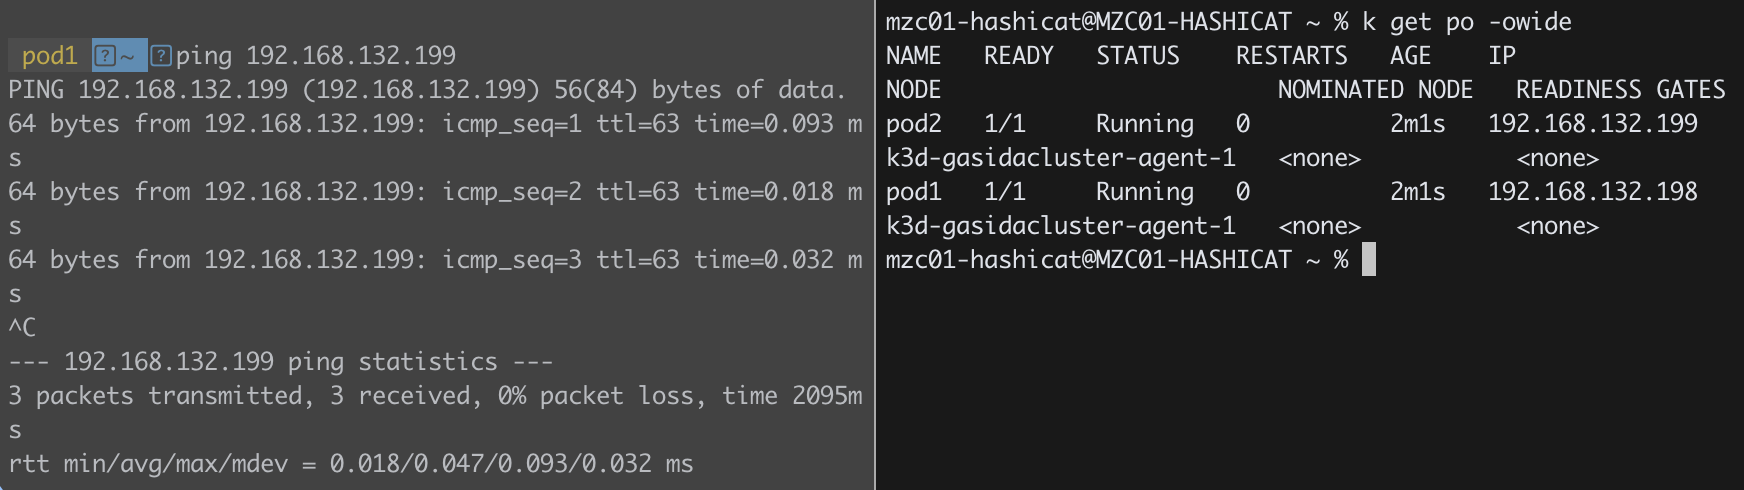 pod1 ~ ping 192.168.132.199
PING 192.168.132.199 (192.168.132.199) 56(84) bytes of data.
64 bytes from 192.168.132.199: icmp_seq=1 ttl=63 time=0.093 m
s
64 bytes from 192.168.132.199: icmp_seq=2 ttl=63 time=0.018 m
s
64 bytes from 192.168.132.199: icmp_seq=3 ttl=63 time=0.032 m
s
^C
--- 192.168.132.199 ping statistics ---
3 packets transmitted, 3 received, 0% packet loss, time 2095m
s
rtt min/avg/max/mdev = 0.018/0.047/0.093/0.032 ms
mzc01-hashicat@MZC01-HASHICAT ~ % k get po -owide
NAME READY STATUS RESTARTS AGE IP
NODE NOMINATED NODE READINESS GATES
pod2 1/1 Running 0 2m1s 192.168.132.199
k3d-gasidacluster-agent-1 <none> <none>
pod1 1/1 Running 0 2m1s 192.168.132.198
k3d-gasidacluster-agent-1 <none> <none>
mzc01-hashicat@MZC01-HASHICAT ~ %